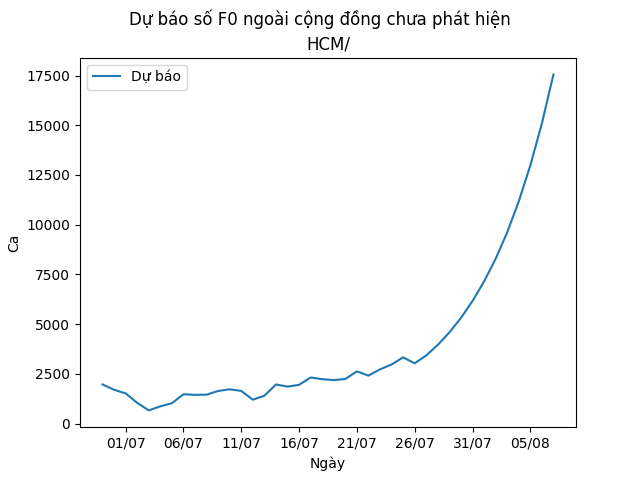 Dự báo số F0 ngoài cộng đồng chưa phát hiện
HCM/
Dự báo
17500
15000
12500
10000
7500
5000
2500
0
Ca
01/07 06/07 11/07 16/07 21/07 26/07 31/07 05/08
Ngày